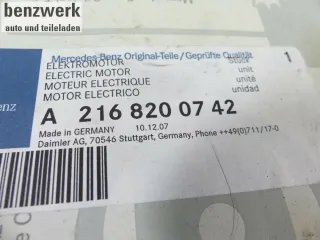 benzwerk
auto und teileladen
Mercedes-Benz Original-Teile/Geprüfte Qualität
ELEKTROMOTOR Stück 1
ELECTRIC MOTOR unit
MOTEUR ELECTRIQUE unité
MOTOR ELECTRICO unidad
enz
A 216 820 07 42
Made in GERMANY 10.12.07
Daimler AG, 70546 Stuttgart, Germany, Phone ++49(0)711/17-0